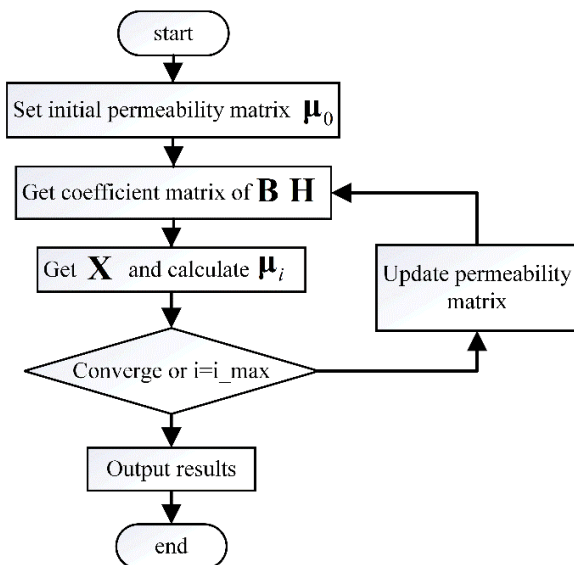 start
Set initial permeability matrix μ₀
Get coefficient matrix of B H
Get X and calculate μᵢ
Update permeability
matrix
Converge or i=i_max
Output results
end